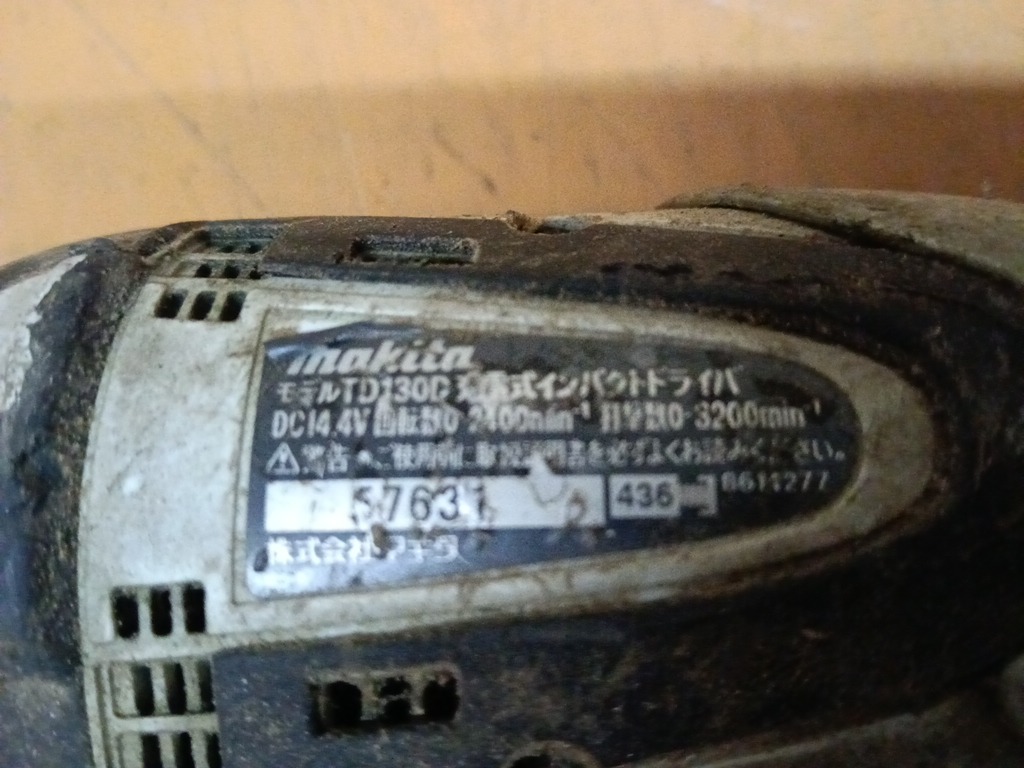 makita
モデルTD130D 充電式インパクトドライバ
DC14.4V 回転数0-2400min⁻¹ 打撃数0-3200min⁻¹
⚠警告 ご使用前に取扱説明書を必ずよくお読みください。
57631 436
株式会社マキタ